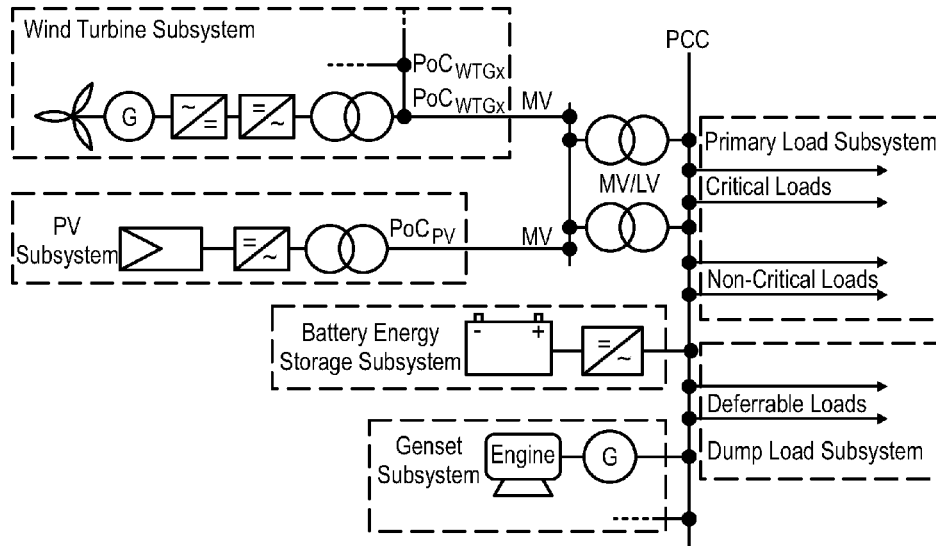 Wind Turbine Subsystem
PoC WTGx
PoC WTGx
MV
G
~
=
=
~
PCC
Primary Load Subsystem
Critical Loads
MV/LV
Non-Critical Loads
PV
Subsystem
=
~
PoC PV
MV
Battery Energy
Storage Subsystem
- +
=
~
Deferrable Loads
Dump Load Subsystem
Genset
Subsystem
Engine
G